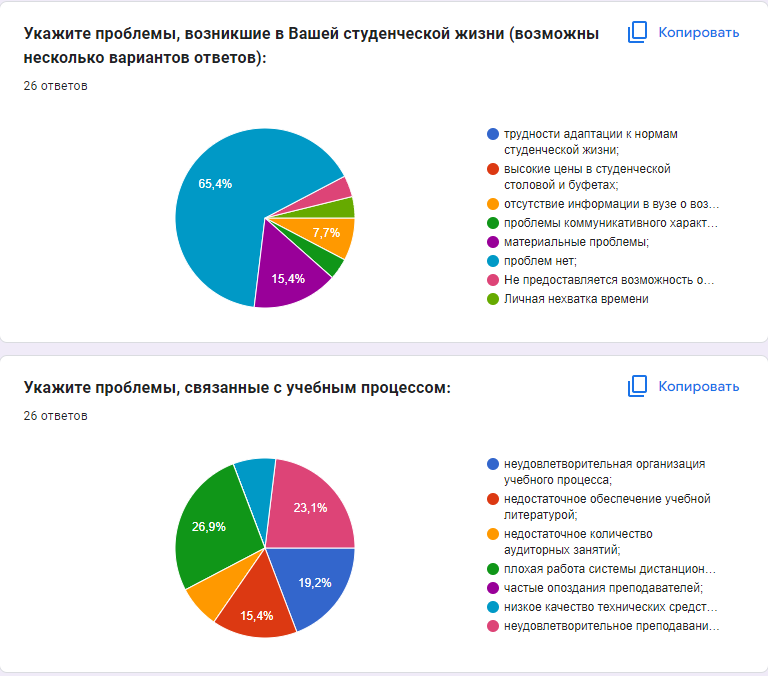 Укажите проблемы, возникшие в Вашей студенческой жизни (возможны
несколько вариантов ответов):
Копировать
26 ответов
65,4%
7,7%
15,4%
трудности адаптации к нормам
студенческой жизни;
высокие цены в студенческой
столовой и буфетах;
отсутствие информации в вузе о воз...
проблемы коммуникативного характ...
материальные проблемы;
проблем нет;
Не предоставляется возможность о...
Личная нехватка времени
Укажите проблемы, связанные с учебным процессом:
Копировать
26 ответов
23,1%
26,9%
19,2%
15,4%
неудовлетворительная организация
учебного процесса;
недостаточное обеспечение учебной
литературой;
недостаточное количество
аудиторных занятий;
плохая работа системы дистанцион...
частые опоздания преподавателей;
низкое качество технических средст...
неудовлетворительное преподавани...